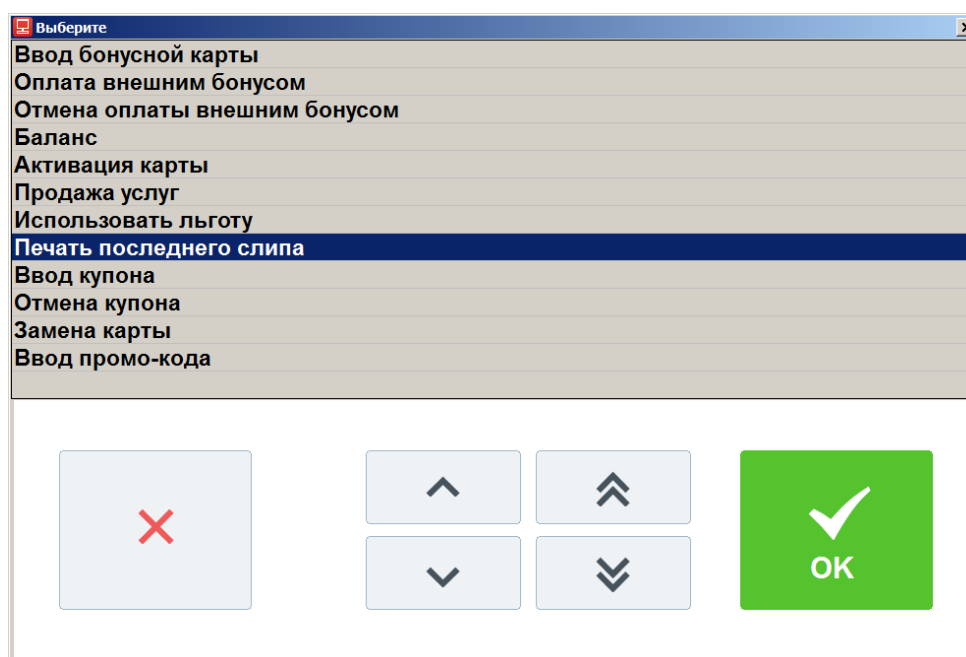 Выберите
Ввод бонусной карты
Оплата внешним бонусом
Отмена оплаты внешним бонусом
Баланс
Активация карты
Продажа услуг
Использовать льготу
Печать последнего слипа
Ввод купона
Отмена купона
Замена карты
Ввод промо-кода
OK